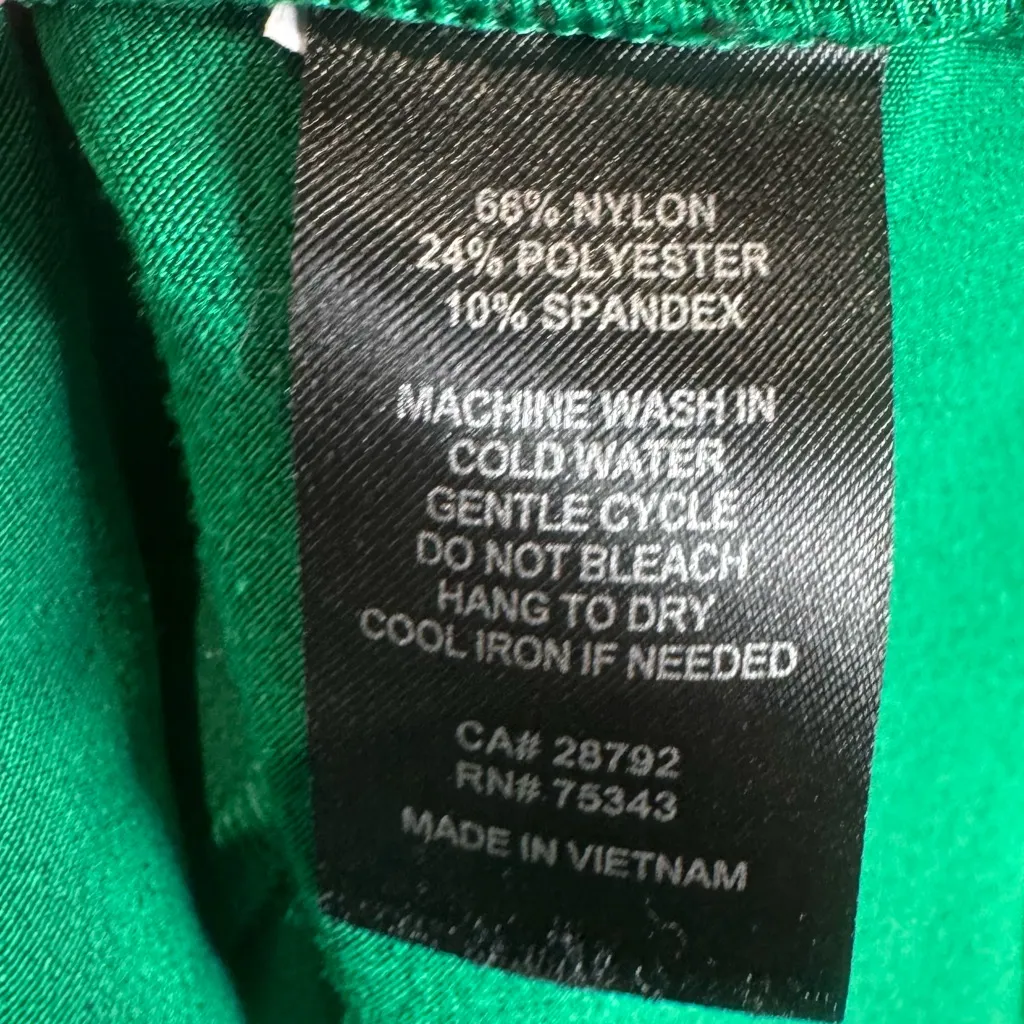 66% NYLON
24% POLYESTER
10% SPANDEX
MACHINE WASH IN
COLD WATER
GENTLE CYCLE
DO NOT BLEACH
HANG TO DRY
COOL IRON IF NEEDED
CA# 28792
RN# 75343
MADE IN VIETNAM